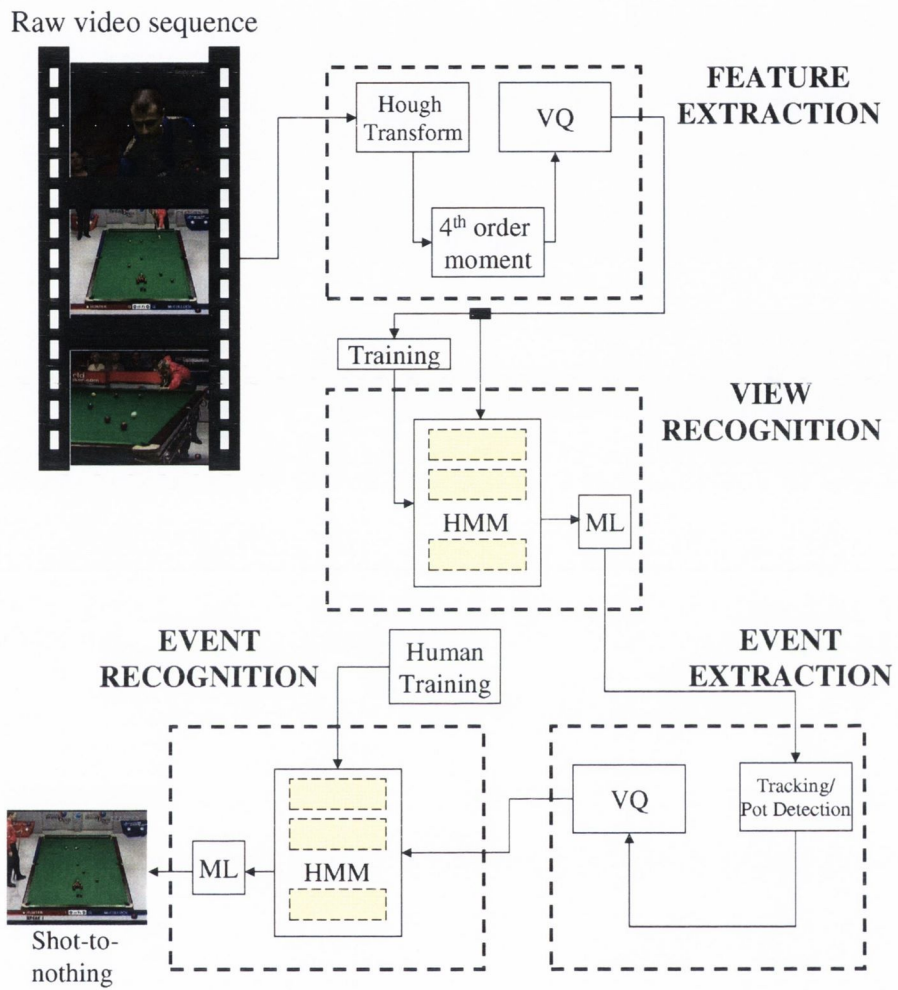 Raw video sequence
FEATURE
EXTRACTION
Hough
Transform
VQ
4th order
moment
Training
VIEW
RECOGNITION
HMM
ML
EVENT
RECOGNITION
Human
Training
EVENT
EXTRACTION
Tracking/
Pot Detection
VQ
HMM
ML
Shot-to-
nothing